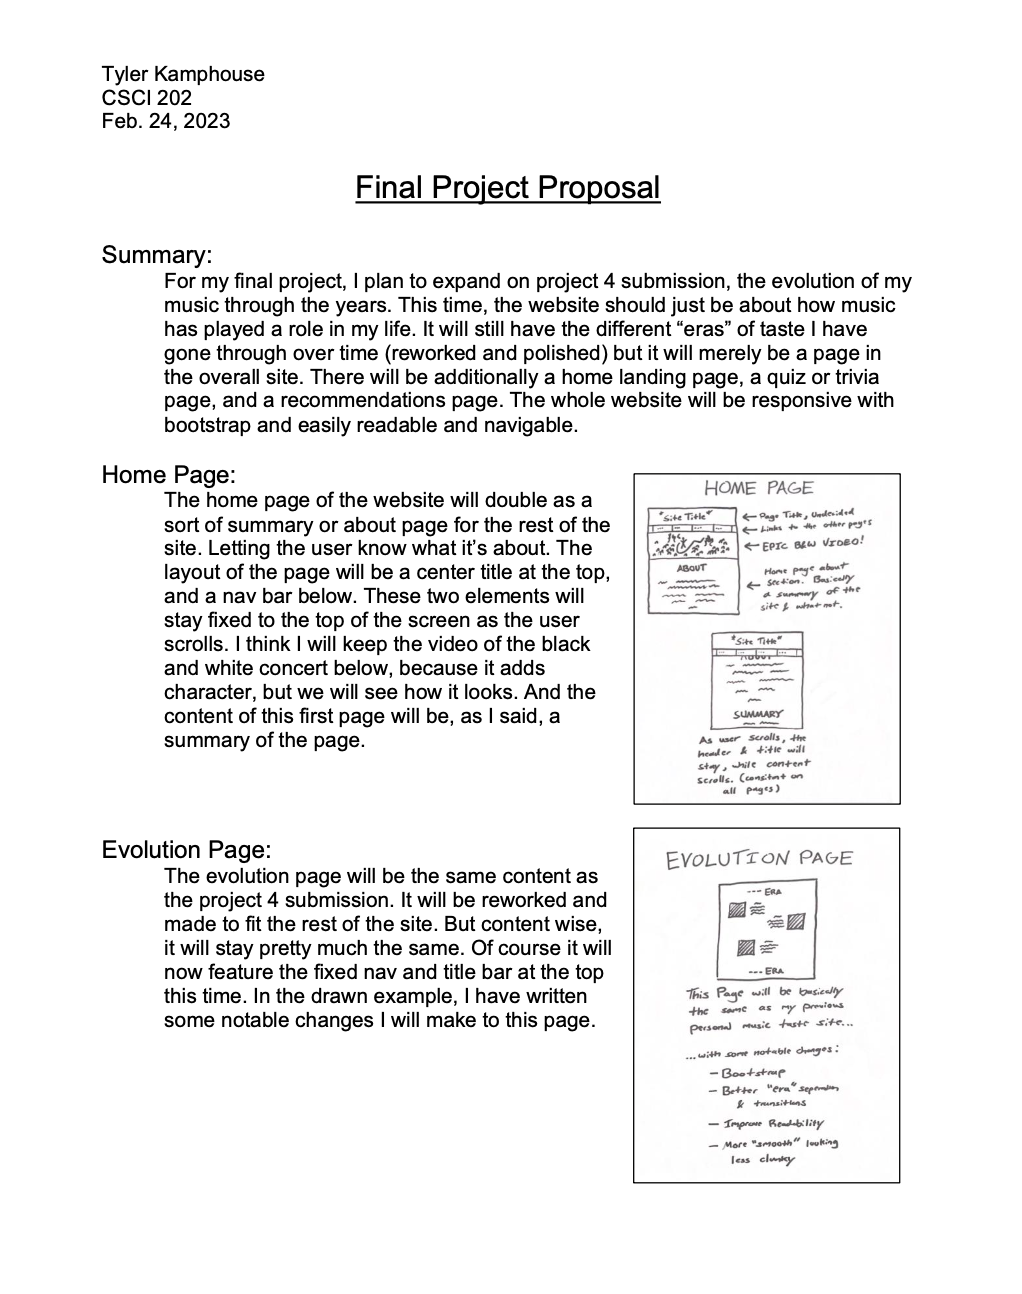 Tyler Kamphouse
CSCI 202
Feb. 24, 2023
Final Project Proposal
Summary:
For my final project, I plan to expand on project 4 submission, the evolution of my
music through the years. This time, the website should just be about how music
has played a role in my life. It will still have the different “eras” of taste I have
gone through over time (reworked and polished) but it will merely be a page in
the overall site. There will be additionally a home landing page, a quiz or trivia
page, and a recommendations page. The whole website will be responsive with
bootstrap and easily readable and navigable.
Home Page:
The home page of the website will double as a
sort of summary or about page for the rest of the
site. Letting the user know what it’s about. The
layout of the page will be a center title at the top,
and a nav bar below. These two elements will
stay fixed to the top of the screen as the user
scrolls. I think I will keep the video of the black
and white concert below, because it adds
character, but we will see how it looks. And the
content of this first page will be, as I said, a
summary of the page.
HOME PAGE
"Site Title"
← Page Title, Undecided
← Links to the other pages
← EPIC B&W VIDEO!
ABOUT
Home page about
← section. Basically
a summary of the
site & what not.
"Site Title"
ABOUT
SUMMARY
As user scrolls, the
header & title will
stay, while content
scrolls. (constant on
all pages)
Evolution Page:
The evolution page will be the same content as
the project 4 submission. It will be reworked and
made to fit the rest of the site. But content wise,
it will stay pretty much the same. Of course it will
now feature the fixed nav and title bar at the top
this time. In the drawn example, I have written
some notable changes I will make to this page.
EVOLUTION PAGE
--- ERA
--- ERA
This Page will be basically
the same as my previous
personal music taste site...
...with some notable changes:
- Bootstrap
- Better "era" seperation
& transitions
- Improve Readability
- More "smooth" looking
less clunky